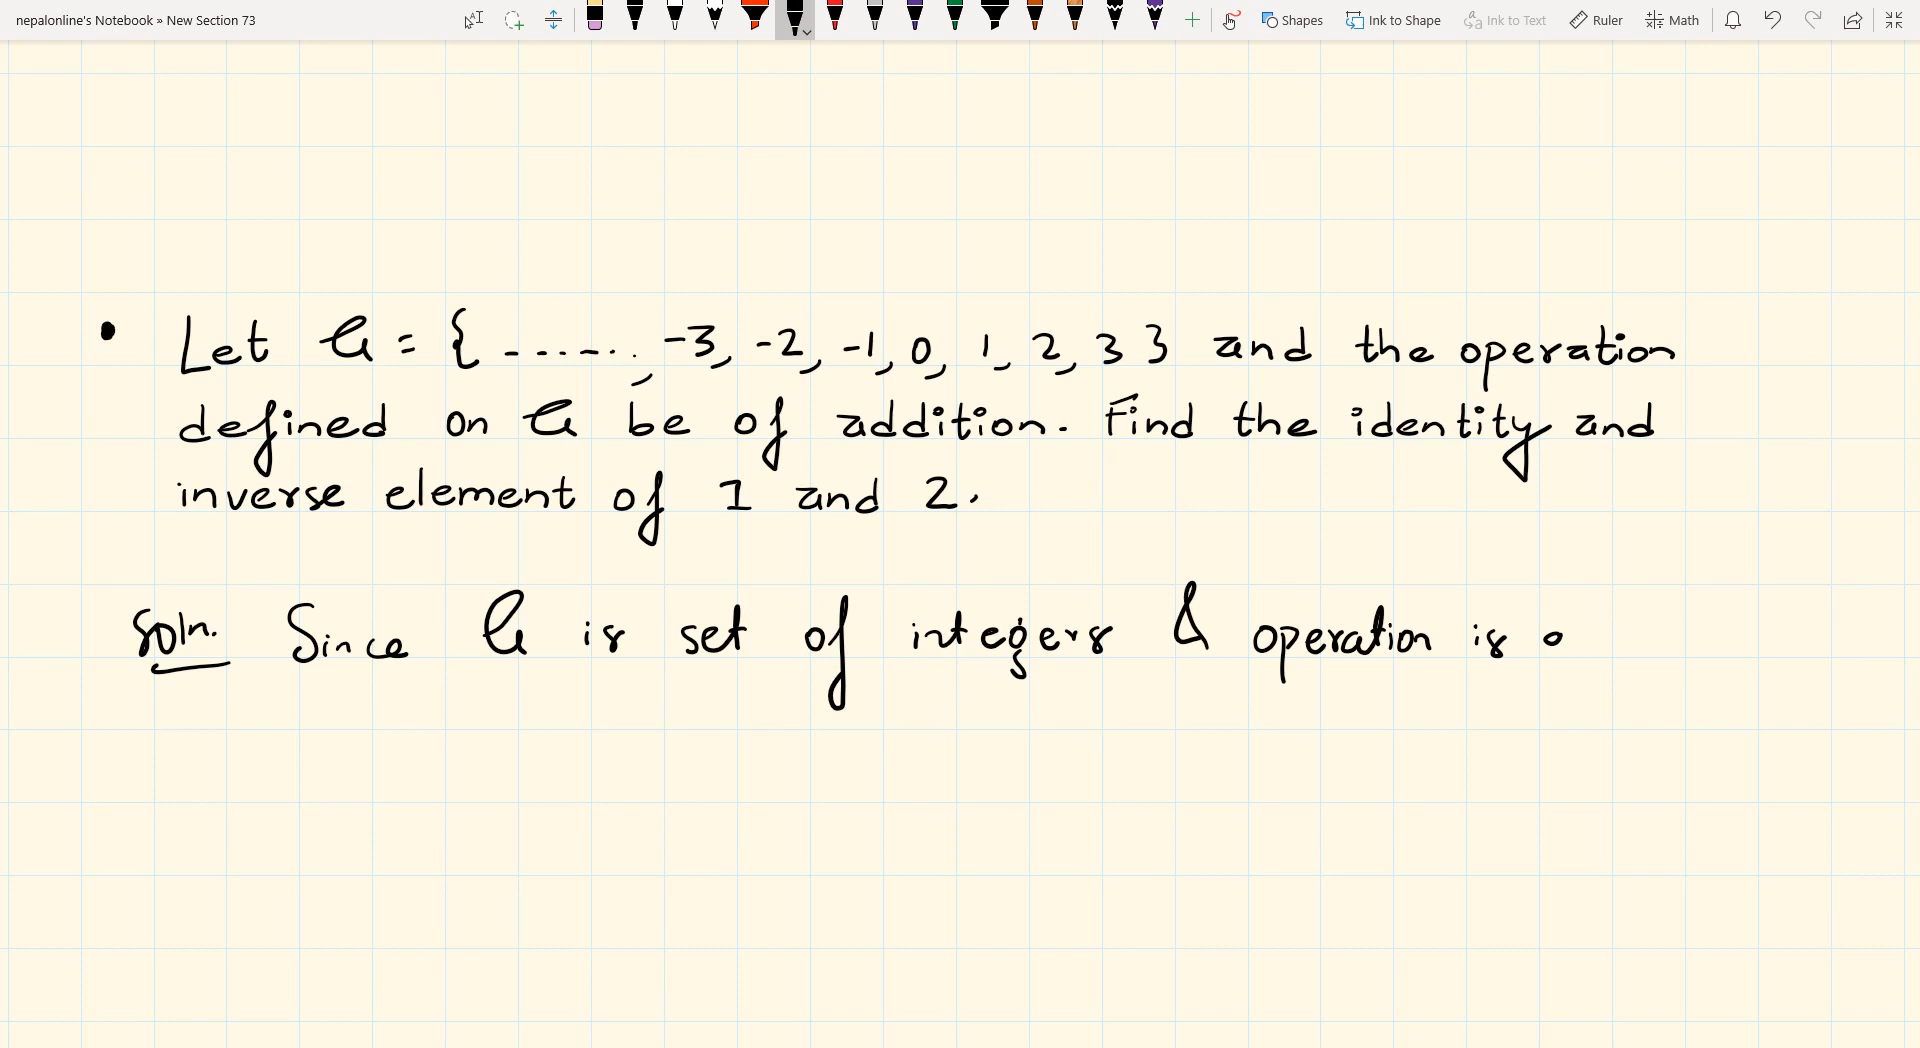 nepalonline's Notebook » New Section 73
Shapes Ink to Shape Ink to Text Ruler Math
• Let G = { ......, -3, -2, -1, 0, 1, 2, 3 } and the operation
defined on G be of addition. Find the identity and
inverse element of 1 and 2.
Soln. Since G is set of integers & operation is o